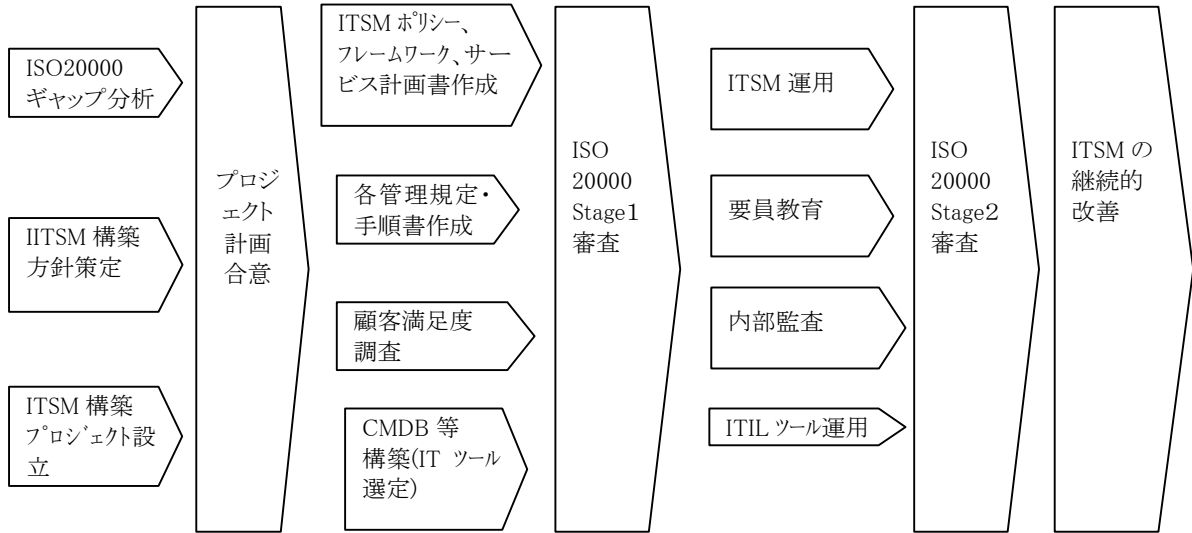 ISO20000
ギャップ分析
IITSM 構築
方針策定
ITSM 構築
プロジェクト設
立
プロジ
ェクト
計画
合意
ITSM ポリシー、
フレームワーク、サー
ビス計画書作成
各管理規定・
手順書作成
顧客満足度
調査
CMDB 等
構築(IT ツール
選定)
ISO
20000
Stage1
審査
ITSM 運用
要員教育
内部監査
ITIL ツール運用
ISO
20000
Stage2
審査
ITSM の
継続的
改善